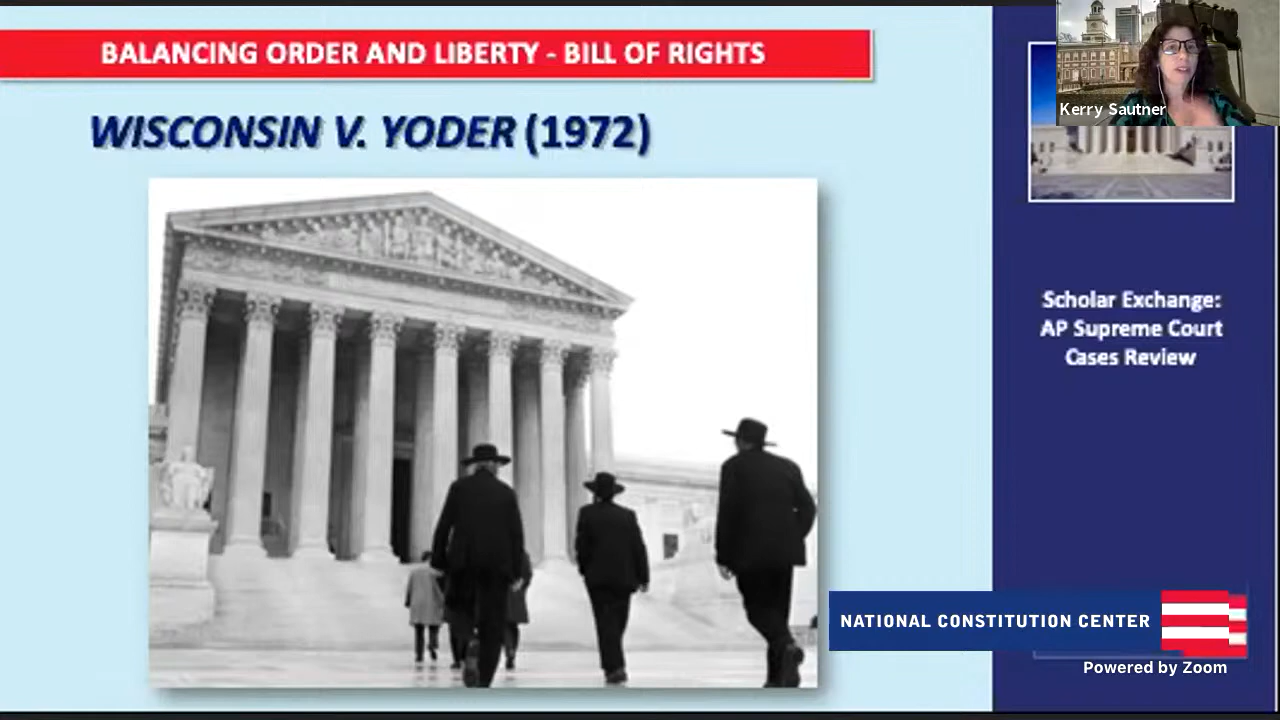 BALANCING ORDER AND LIBERTY - BILL OF RIGHTS
WISCONSIN V. YODER (1972)
Kerry Sautner
Scholar Exchange:
AP Supreme Court
Cases Review
NATIONAL CONSTITUTION CENTER
Powered by Zoom